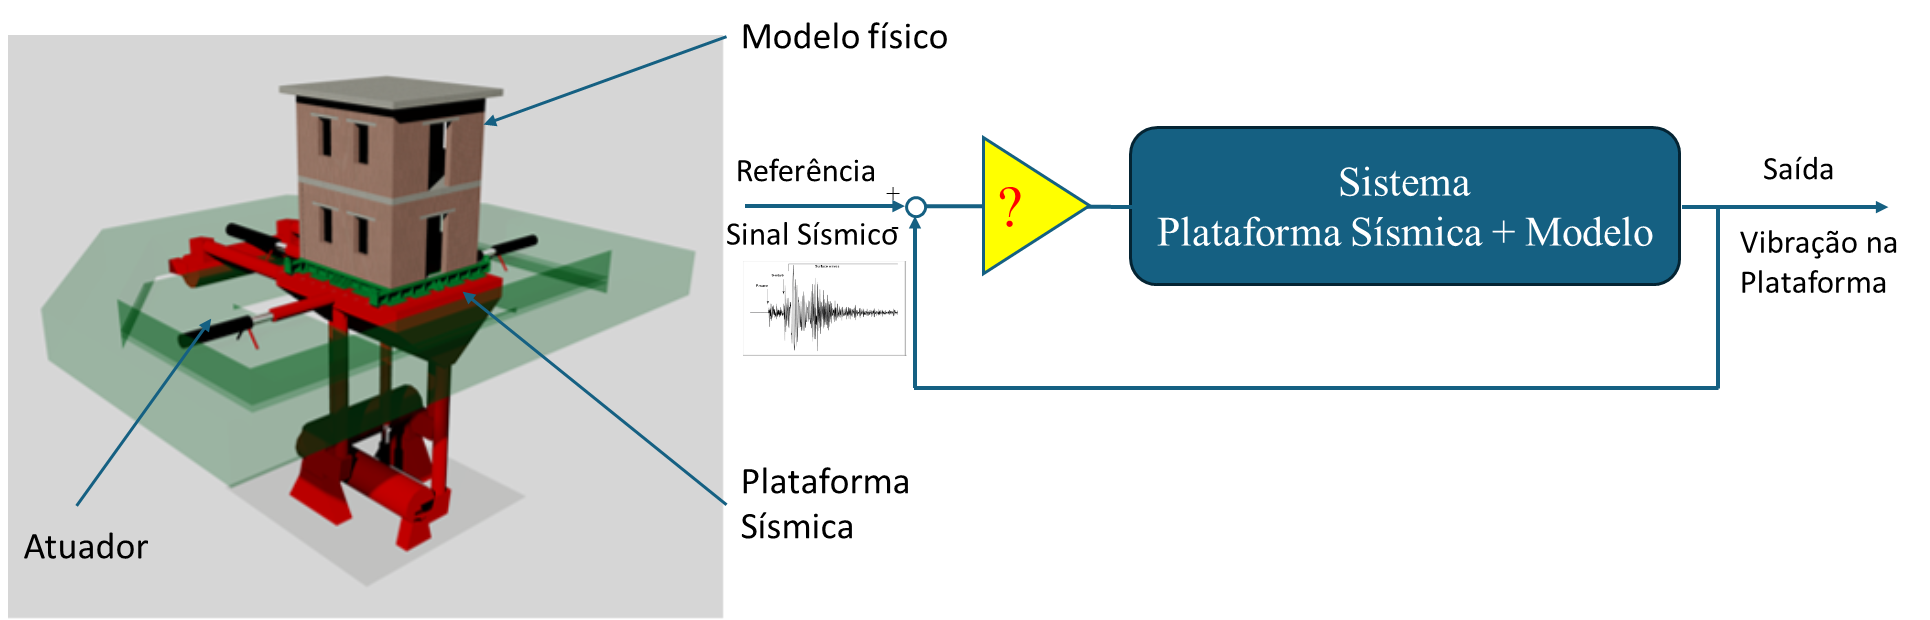 Modelo físico
Atuador
Plataforma
Sísmica
Referência
+
Sinal Sísmico
-
?
Sistema
Plataforma Sísmica + Modelo
Saída
Vibração na
Plataforma